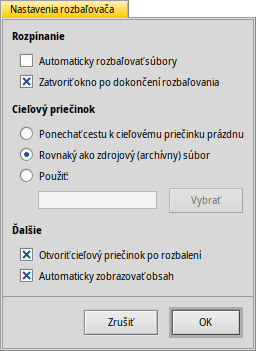 Nastavenia rozbaľovača
Rozpínanie
Automaticky rozbaľovať súbory
Zatvoriť okno po dokončení rozbaľovania
Cieľový priečinok
Ponechať cestu k cieľovému priečinku prázdnu
Rovnaký ako zdrojový (archívny) súbor
Použiť:
Vybrať
Ďalšie
Otvoriť cieľový priečinok po rozbalení
Automaticky zobrazovať obsah
Zrušiť
OK